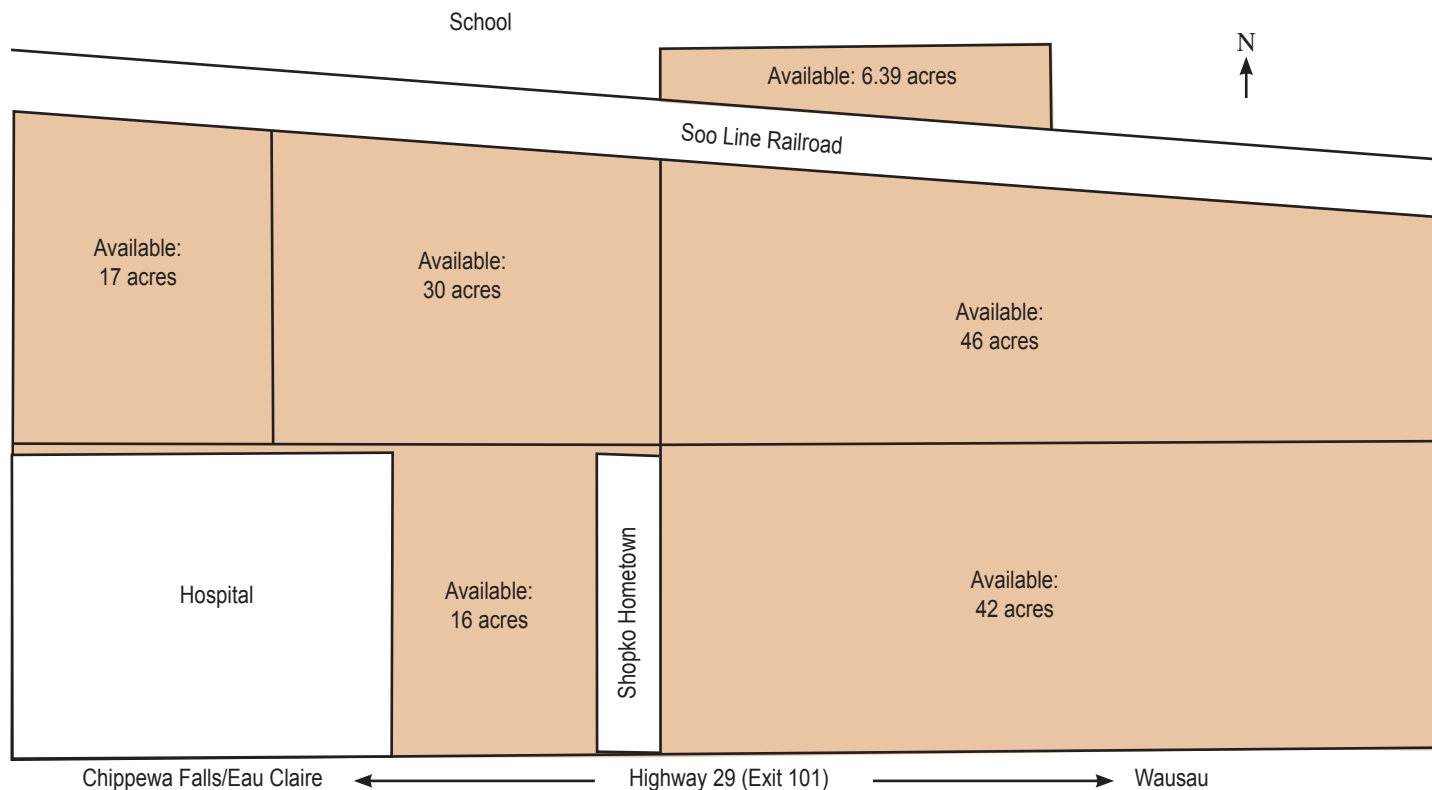 School
N
Available: 6.39 acres
Soo Line Railroad
Available:
17 acres
Available:
30 acres
Available:
46 acres
Hospital
Available:
16 acres
Shopko Hometown
Available:
42 acres
Chippewa Falls/Eau Claire
Highway 29 (Exit 101)
Wausau